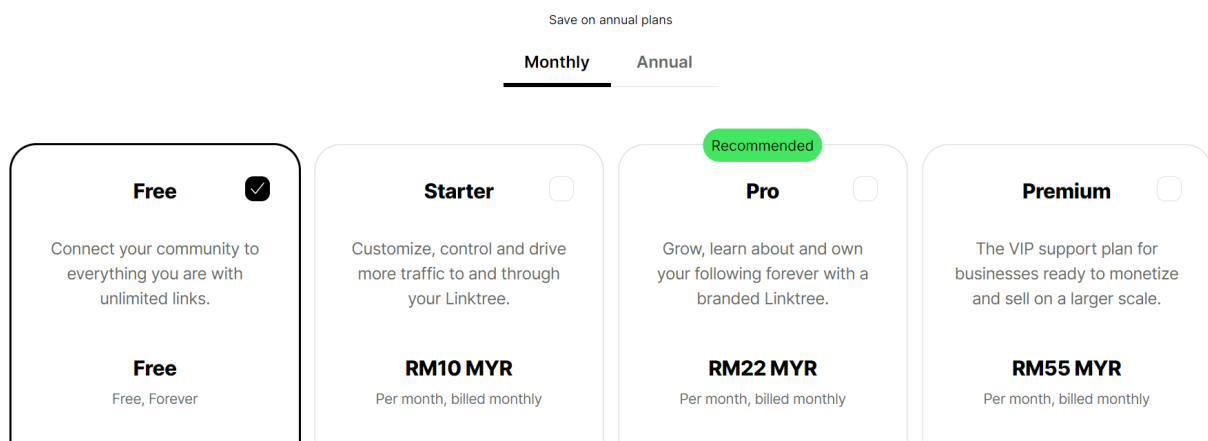 Save on annual plans
Monthly
Annual
Recommended
Free
Connect your community to
everything you are with
unlimited links.
Free
Free, Forever
Starter
Customize, control and drive
more traffic to and through
your Linktree.
RM10 MYR
Per month, billed monthly
Pro
Grow, learn about and own
your following forever with a
branded Linktree.
RM22 MYR
Per month, billed monthly
Premium
The VIP support plan for
businesses ready to monetize
and sell on a larger scale.
RM55 MYR
Per month, billed monthly